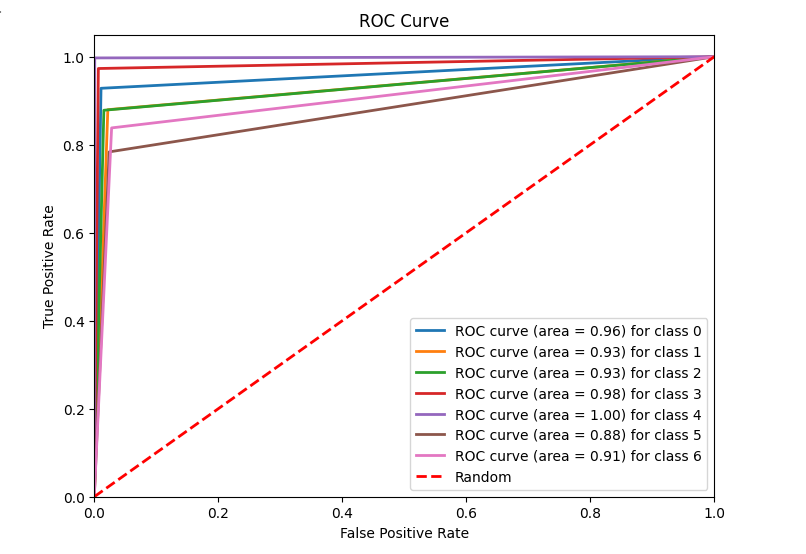 ROC Curve
True Positive Rate
1.0
0.8
0.6
0.4
0.2
0.0
ROC curve (area = 0.96) for class 0
ROC curve (area = 0.93) for class 1
ROC curve (area = 0.93) for class 2
ROC curve (area = 0.98) for class 3
ROC curve (area = 1.00) for class 4
ROC curve (area = 0.88) for class 5
ROC curve (area = 0.91) for class 6
Random
0.0 0.2 0.4 0.6 0.8 1.0
False Positive Rate